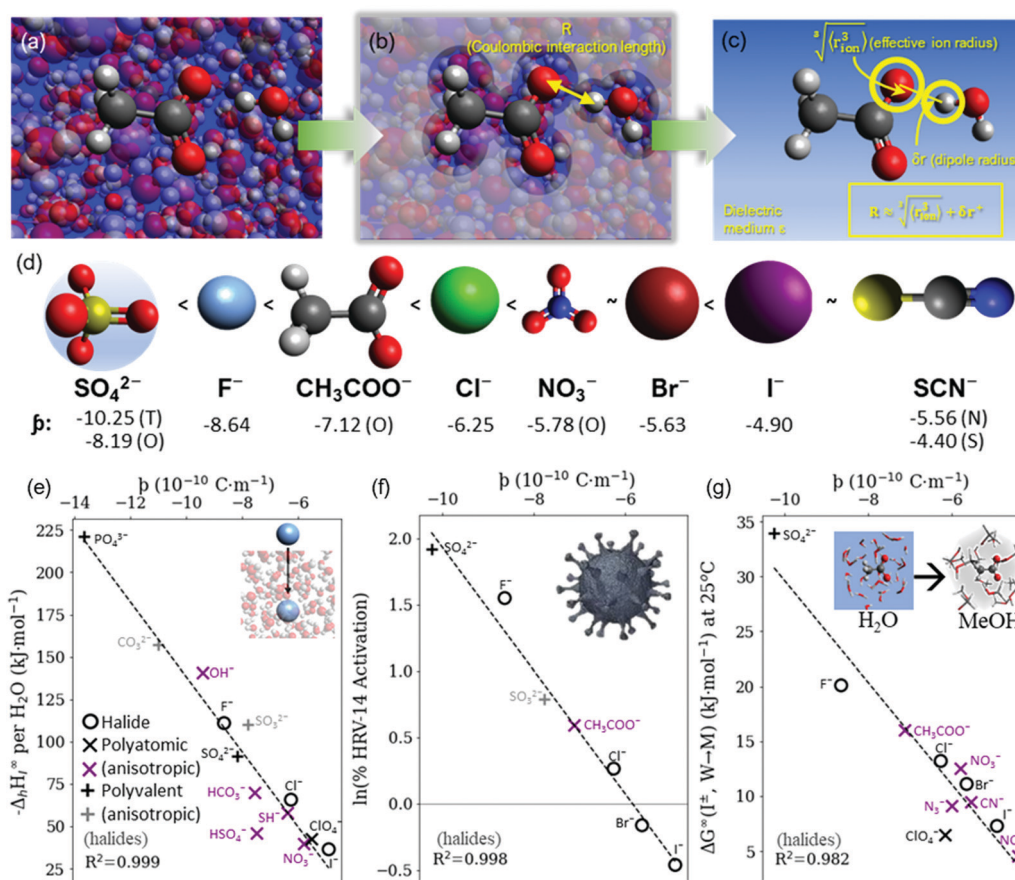 (a)
(b)
R
(Coulombic interaction length)
(c)
∛⟨r³ion⟩ (effective ion radius)
δr (dipole radius
Dielectric
medium ε
R ≈ ∛⟨r³ion⟩ + δr⁺
(d)
< < < < ~ < ~
SO₄²⁻ F⁻ CH₃COO⁻ Cl⁻ NO₃⁻ Br⁻ I⁻ SCN⁻
ꝥ: -10.25 (T) -8.64 -7.12 (O) -6.25 -5.78 (O) -5.63 -4.90 -5.56 (N)
-8.19 (O) -4.40 (S)
(e)
þ (10⁻¹⁰ C·m⁻¹)
−14 −12 −10 −8 −6
-ΔₕHᵢ∞ per H₂O (kJ·mol⁻¹)
225
200
175
150
125
100
75
50
25
PO₄³⁻
CO₃²⁻
OH⁻
F⁻
SO₃²⁻
SO₄²⁻
Cl⁻
HCO₃⁻
SH⁻
ClO₄⁻
HSO₄⁻
NO₃⁻
I⁻
Halide
Polyatomic
(anisotropic)
Polyvalent
(anisotropic)
(halides)
R²=0.999
(f)
þ (10⁻¹⁰ C·m⁻¹)
−10 −8 −6
ln(% HRV-14 Activation)
2.0
1.5
1.0
0.5
0.0
−0.5
SO₄²⁻
F⁻
SO₃²⁻
CH₃COO⁻
Cl⁻
Br⁻
I⁻
(halides)
R²=0.998
(g)
þ (10⁻¹⁰ C·m⁻¹)
−10 −8 −6
ΔG∞(I±, W→M) (kJ·mol⁻¹) at 25°C
35
30
25
20
15
10
5
SO₄²⁻
H₂O
MeOH
F⁻
CH₃COO⁻
Cl⁻
NO₃⁻
Br⁻
N₃⁻
CN⁻
I⁻
ClO₄⁻
(halides)
R²=0.982